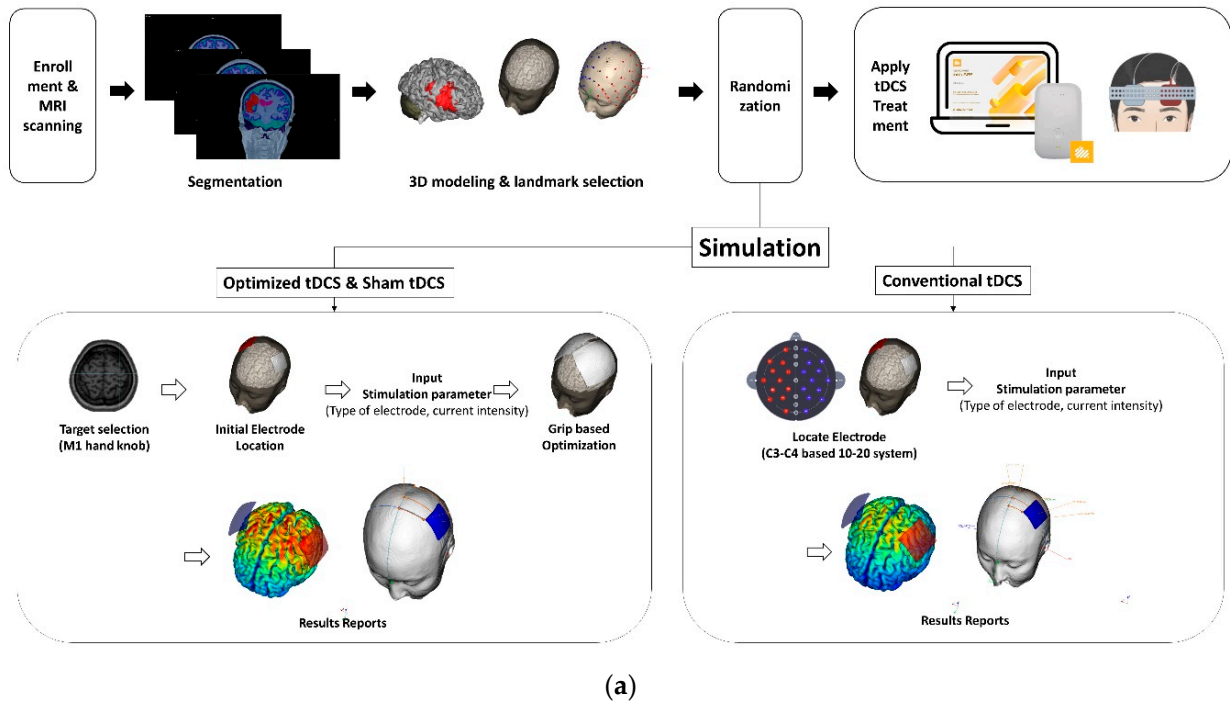 Enroll
ment &
MRI
scanning
Segmentation
3D modeling & landmark selection
Randomi
zation
Apply
tDCS
Treat
ment
Simulation
Optimized tDCS & Sham tDCS
Conventional tDCS
Target selection
(M1 hand knob)
Initial Electrode
Location
Input
Stimulation parameter
(Type of electrode, current intensity)
Grip based
Optimization
Results Reports
Locate Electrode
(C3-C4 based 10-20 system)
Input
Stimulation parameter
(Type of electrode, current intensity)
Results Reports
(a)